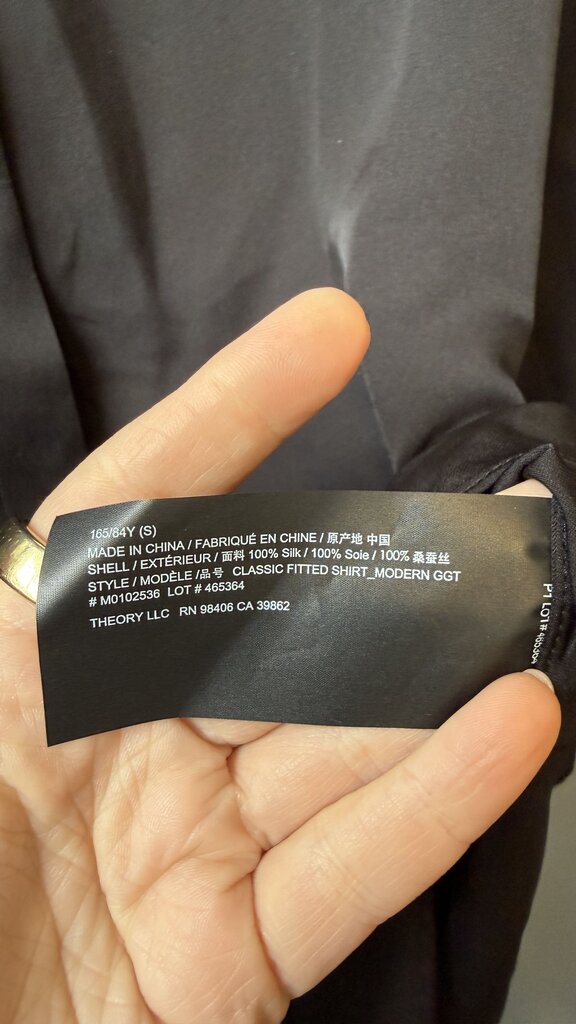 165/84Y (S)
MADE IN CHINA / FABRIQUÉ EN CHINE / 原产地 中国
SHELL / EXTÉRIEUR / 面料 100% Silk / 100% Soie / 100% 桑蚕丝
STYLE / MODÈLE /品号 CLASSIC FITTED SHIRT_MODERN GGT
# M0102536 LOT # 465364
THEORY LLC RN 98406 CA 39862
P1 LOT#